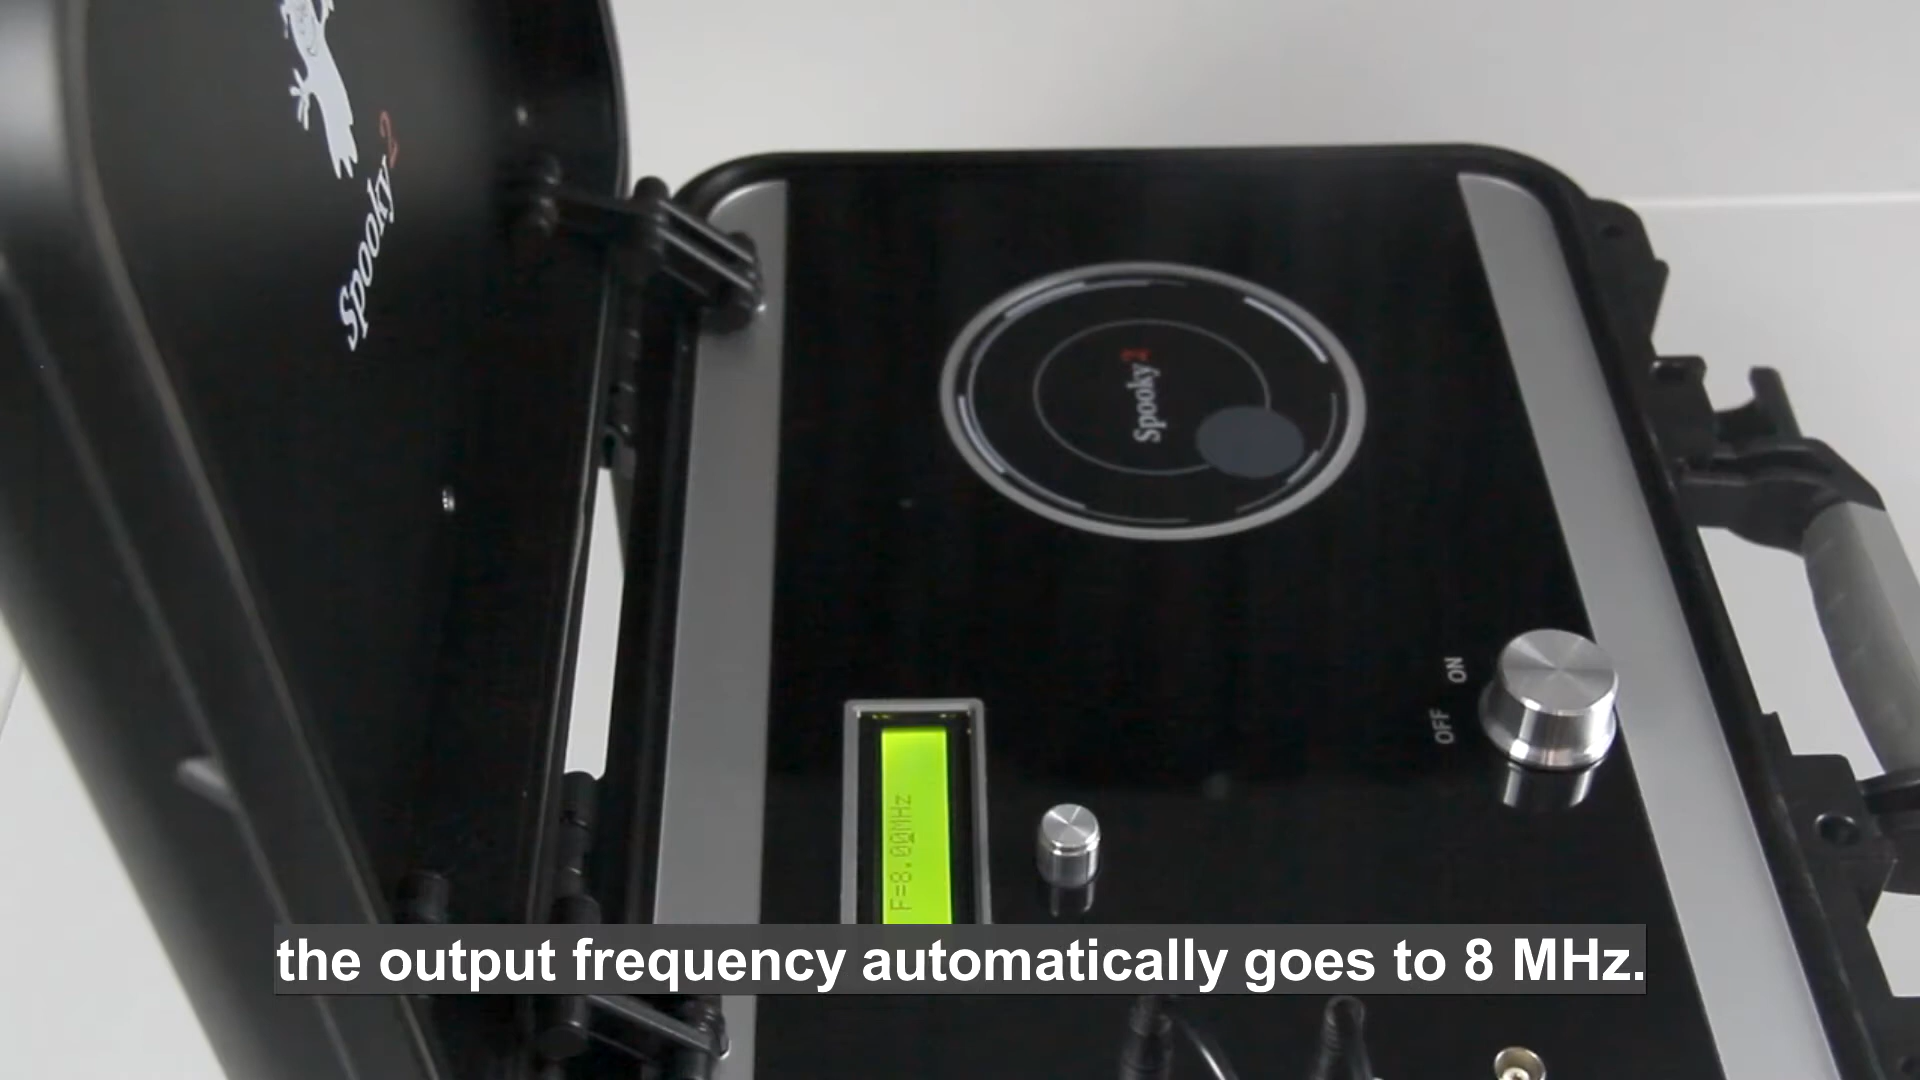 Spooky2
Spooky2
ON
OFF
F=8.00MHz
the output frequency automatically goes to 8 MHz.